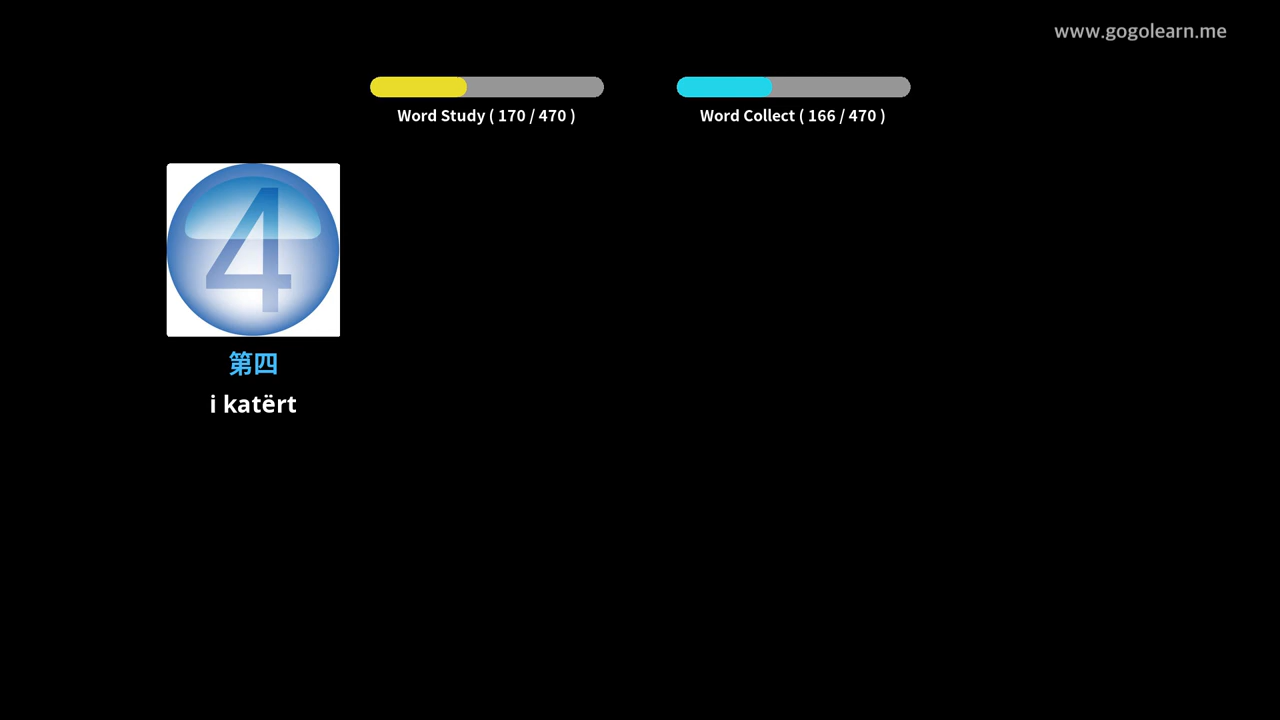 www.gogolearn.me
Word Study ( 170 / 470 )
Word Collect ( 166 / 470 )
4
第四
i katërt